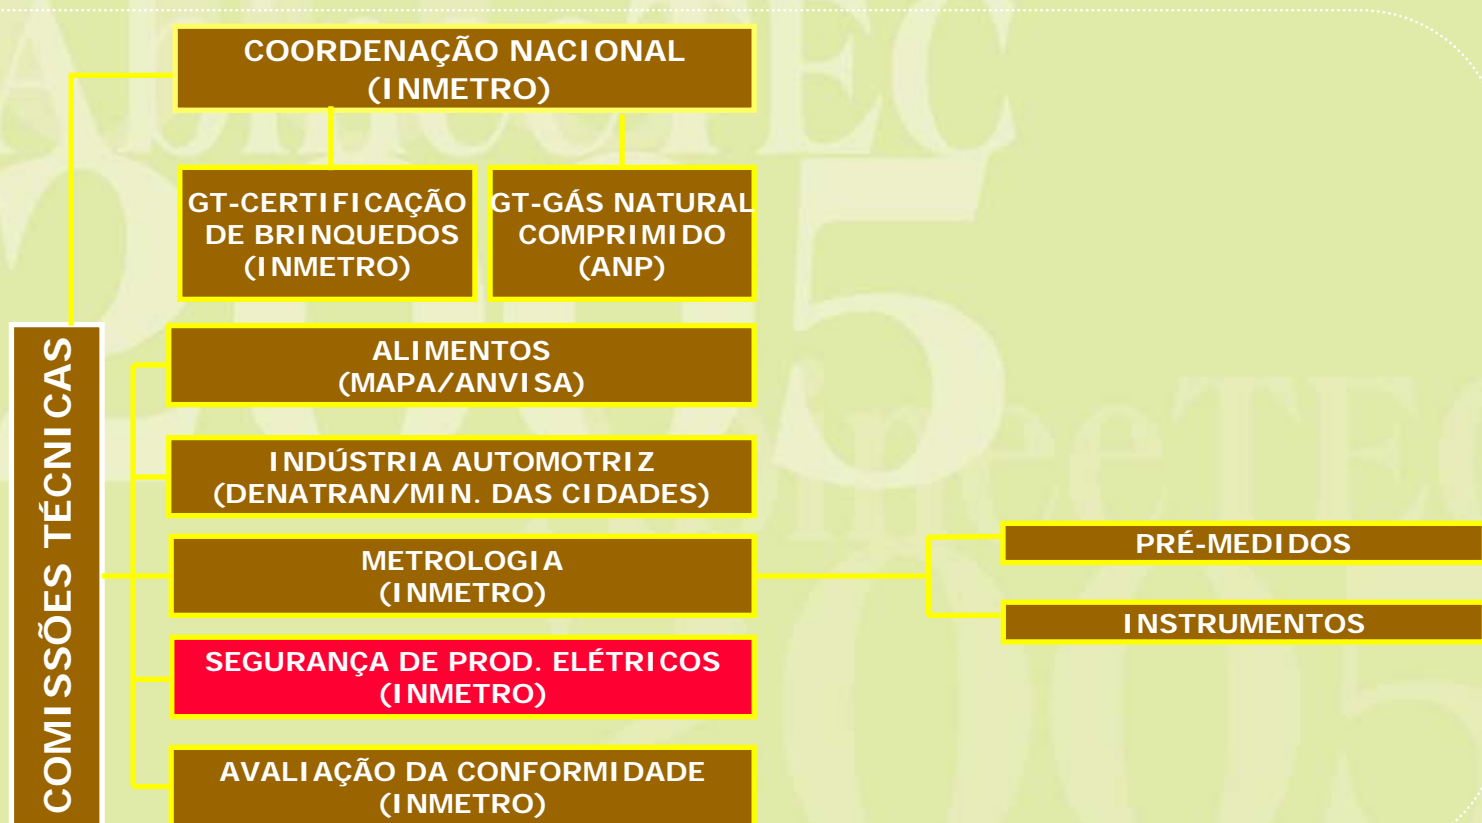 COORDENAÇÃO NACIONAL
(INMETRO)
GT-CERTIFICAÇÃO
DE BRINQUEDOS
(INMETRO)
GT-GÁS NATURAL
COMPRIMIDO
(ANP)
COMISSÕES TÉCNICAS
ALIMENTOS
(MAPA/ANVISA)
INDÚSTRIA AUTOMOTRIZ
(DENATRAN/MIN. DAS CIDADES)
METROLOGIA
(INMETRO)
PRÉ-MEDIDOS
INSTRUMENTOS
SEGURANÇA DE PROD. ELÉTRICOS
(INMETRO)
AVALIAÇÃO DA CONFORMIDADE
(INMETRO)
AbineeTEC
2005